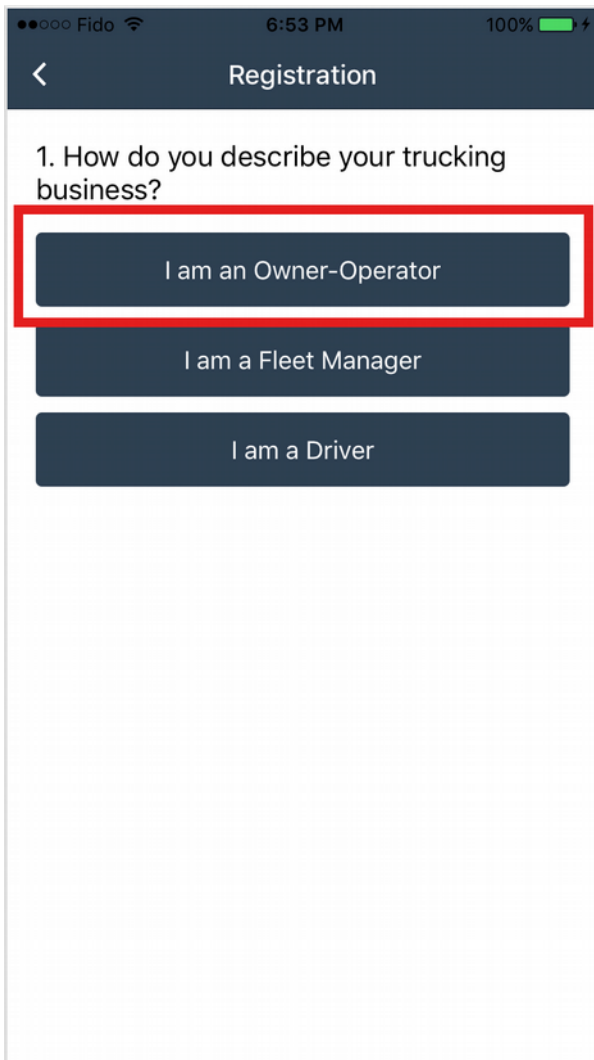 Fido 6:53 PM 100%
Registration
1. How do you describe your trucking
business?
I am an Owner-Operator
I am a Fleet Manager
I am a Driver